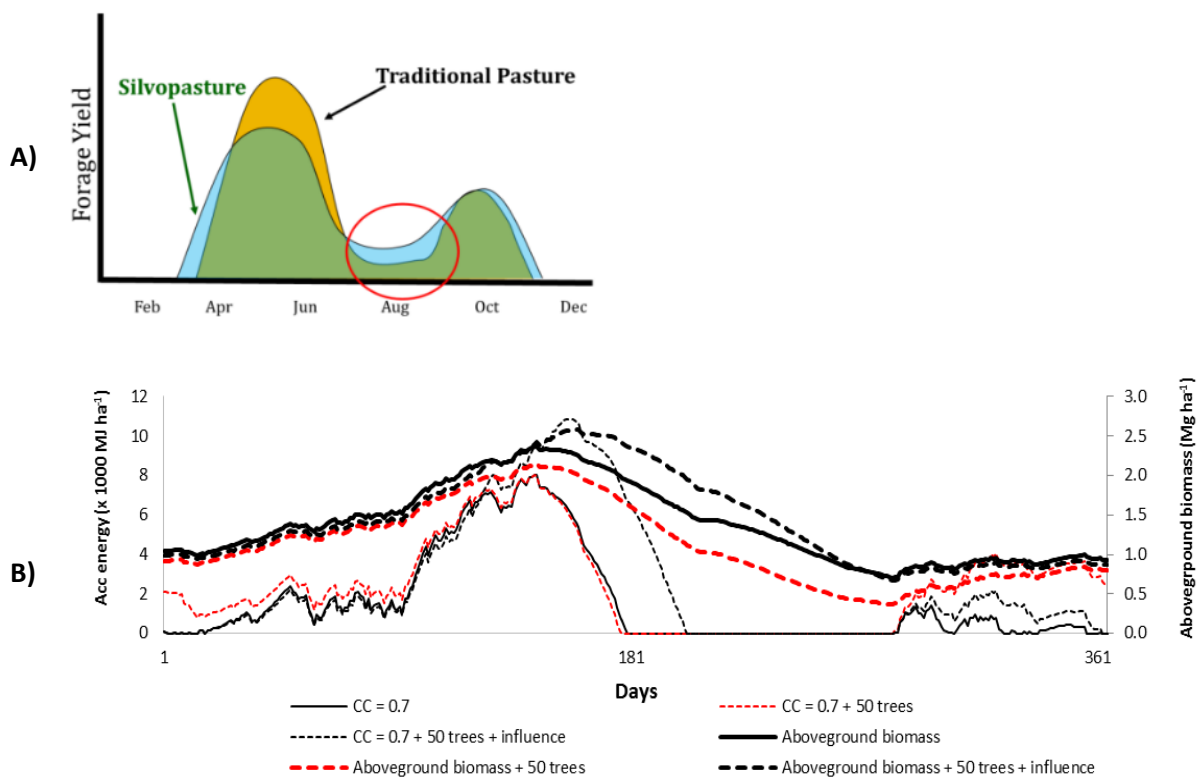 A)
Forage Yield
Silvopasture
Traditional Pasture
Feb Apr Jun Aug Oct Dec
B)
Acc energy (x 1000 MJ ha-1)
12
10
8
6
4
2
0
3.0
2.5
2.0
1.5
1.0
0.5
0.0
Abovegrpound biomass (Mg ha-1)
1 181 361
Days
CC = 0.7
CC = 0.7 + 50 trees
CC = 0.7 + 50 trees + influence
Aboveground biomass
Aboveground biomass + 50 trees
Aboveground biomass + 50 trees + influence